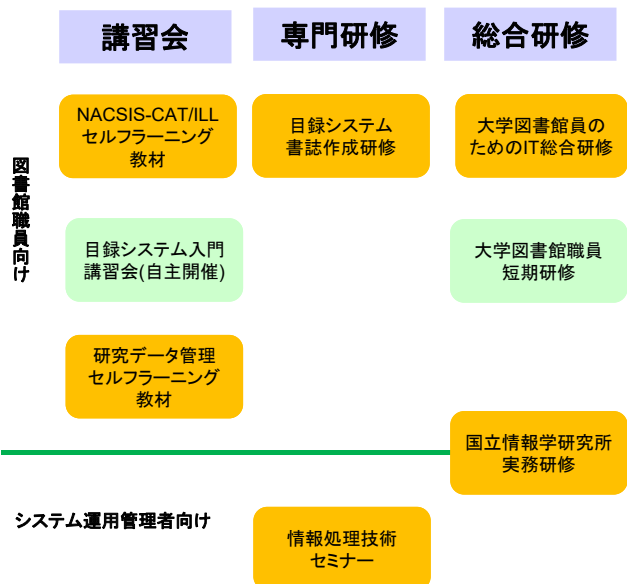 講習会
専門研修
総合研修
図書館職員向け
NACSIS-CAT/ILL
セルフラーニング
教材
目録システム
書誌作成研修
大学図書館員の
ためのIT総合研修
目録システム入門
講習会(自主開催)
大学図書館職員
短期研修
研究データ管理
セルフラーニング
教材
国立情報学研究所
実務研修
システム運用管理者向け
情報処理技術
セミナー